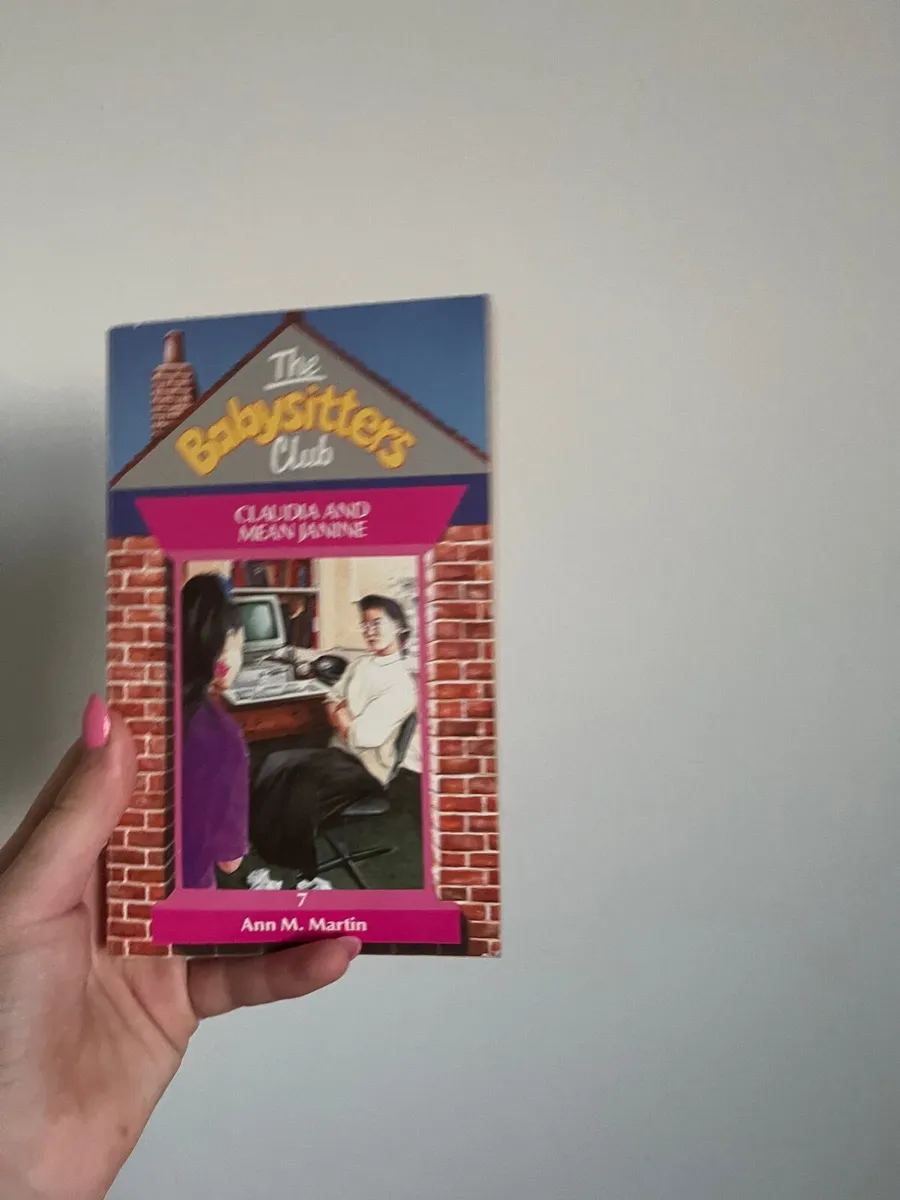 The
Babysitters
Club
CLAUDIA AND
MEAN JANINE
7
Ann M. Martin